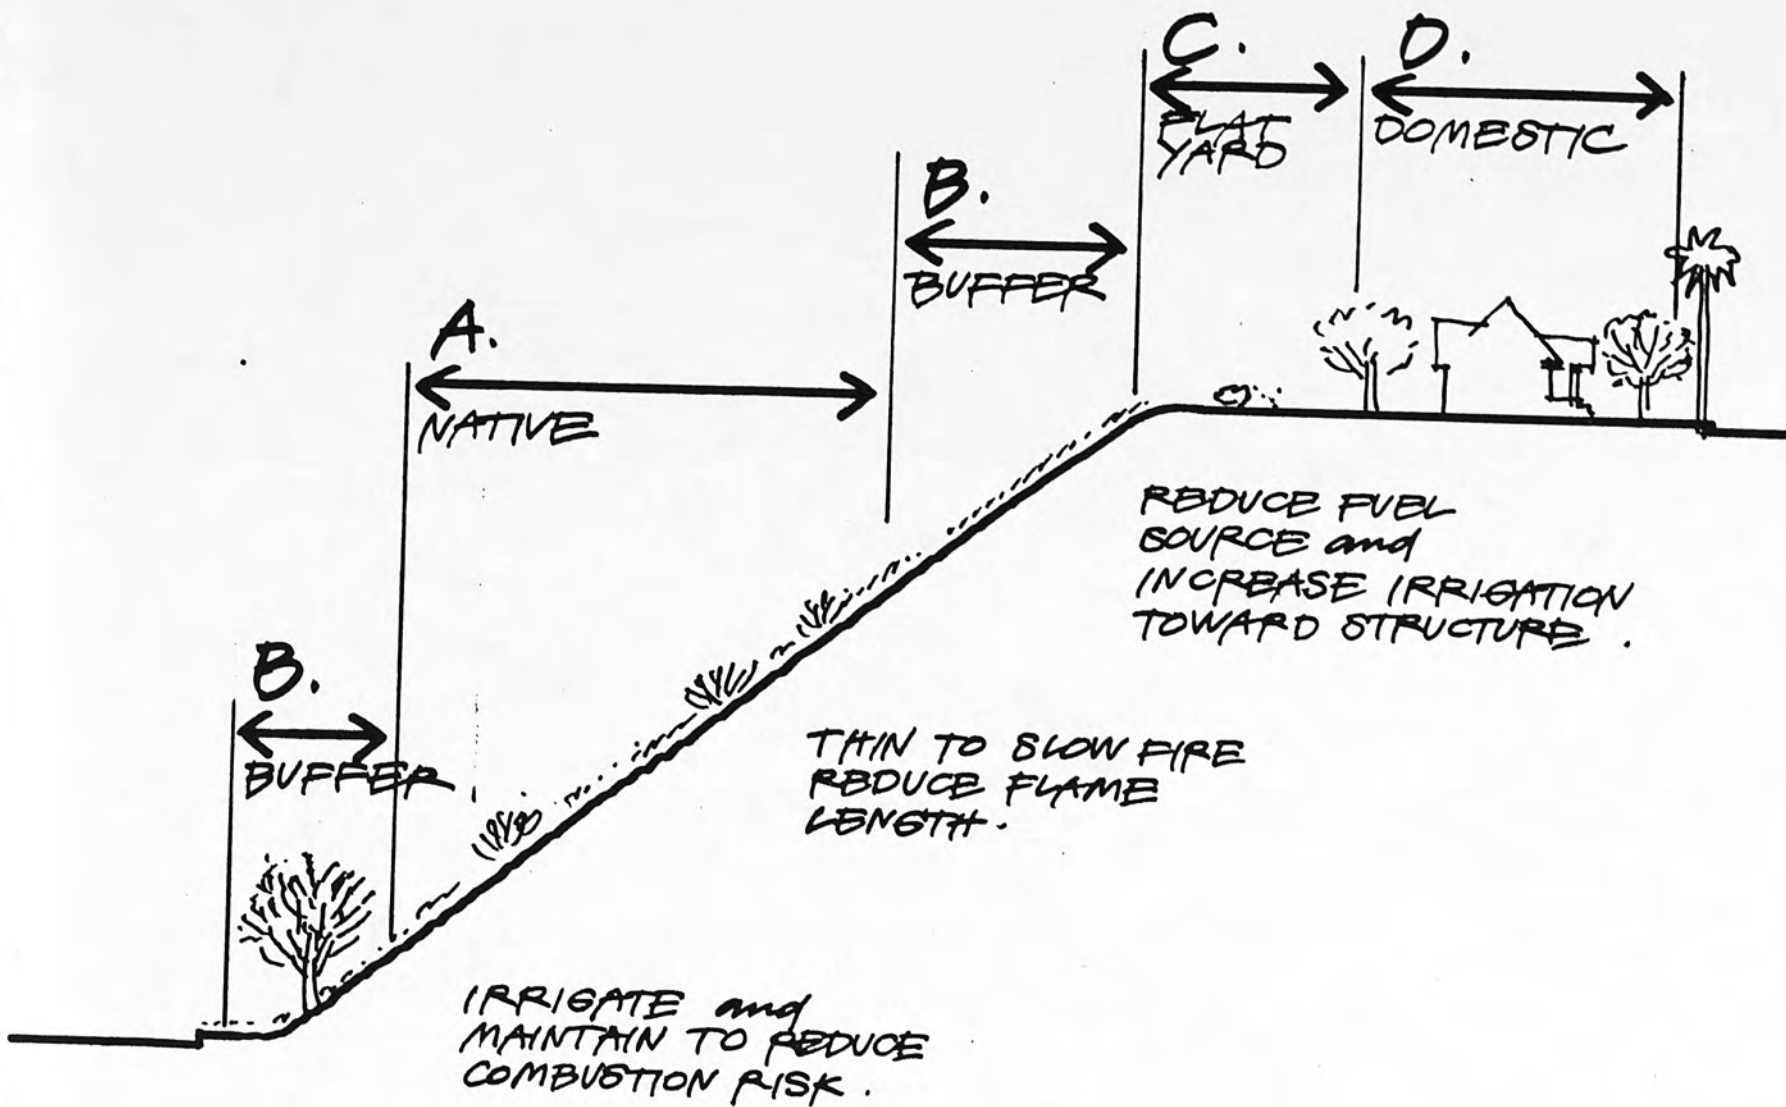 C.
D.
FLAT
YARD
DOMESTIC
B.
BUFFER
A.
NATIVE
REDUCE FUEL
SOURCE and
INCREASE IRRIGATION
TOWARD STRUCTURE.
B.
BUFFER
THIN TO SLOW FIRE
REDUCE FLAME
LENGTH.
IRRIGATE and
MAINTAIN TO REDUCE
COMBUSTION RISK.